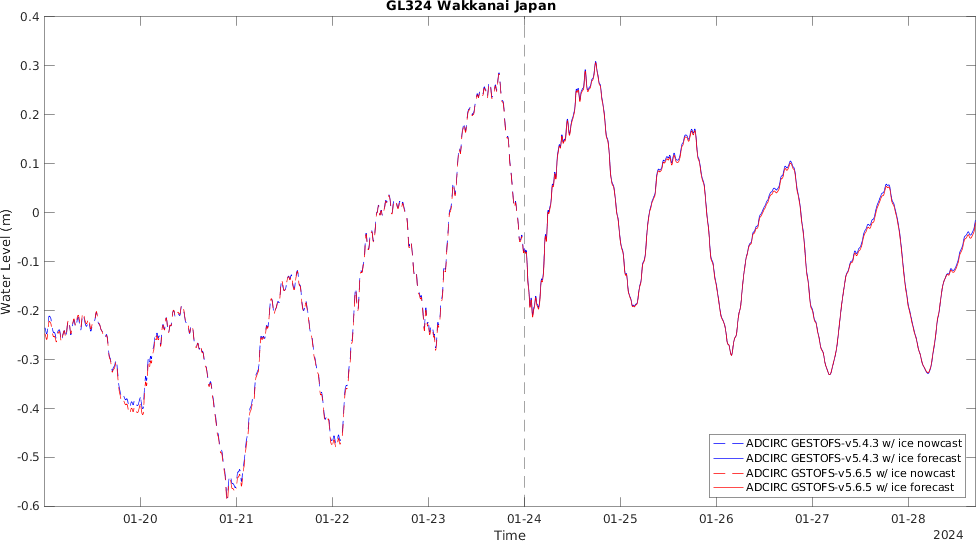 GL324 Wakkanai Japan
0.4
0.3
0.2
0.1
0
-0.1
-0.2
-0.3
-0.4
-0.5
-0.6
Water Level (m)
01-20 01-21 01-22 01-23 01-24 01-25 01-26 01-27 01-28
Time
2024
ADCIRC GESTOFS-v5.4.3 w/ ice nowcast
ADCIRC GESTOFS-v5.4.3 w/ ice forecast
ADCIRC GSTOFS-v5.6.5 w/ ice nowcast
ADCIRC GSTOFS-v5.6.5 w/ ice forecast